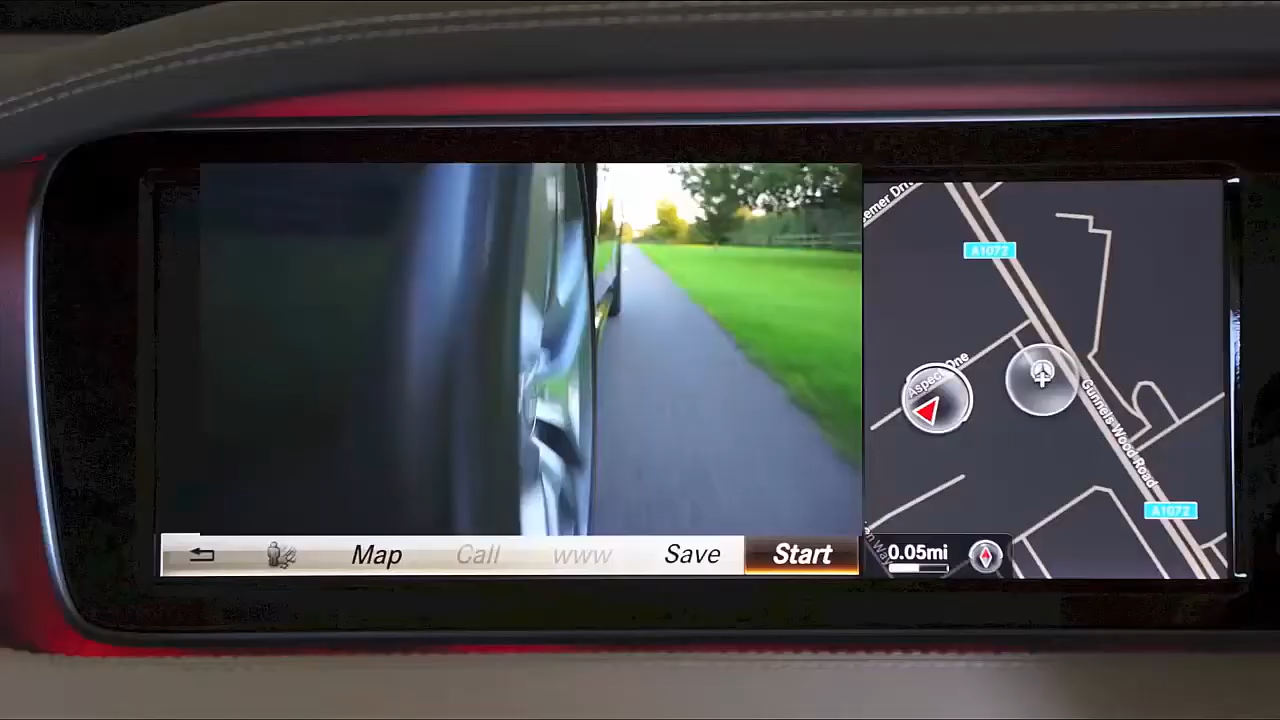 A1072
Aspect One
Gunnels Wood Road
A1072
0.05mi
Map Call www Save Start